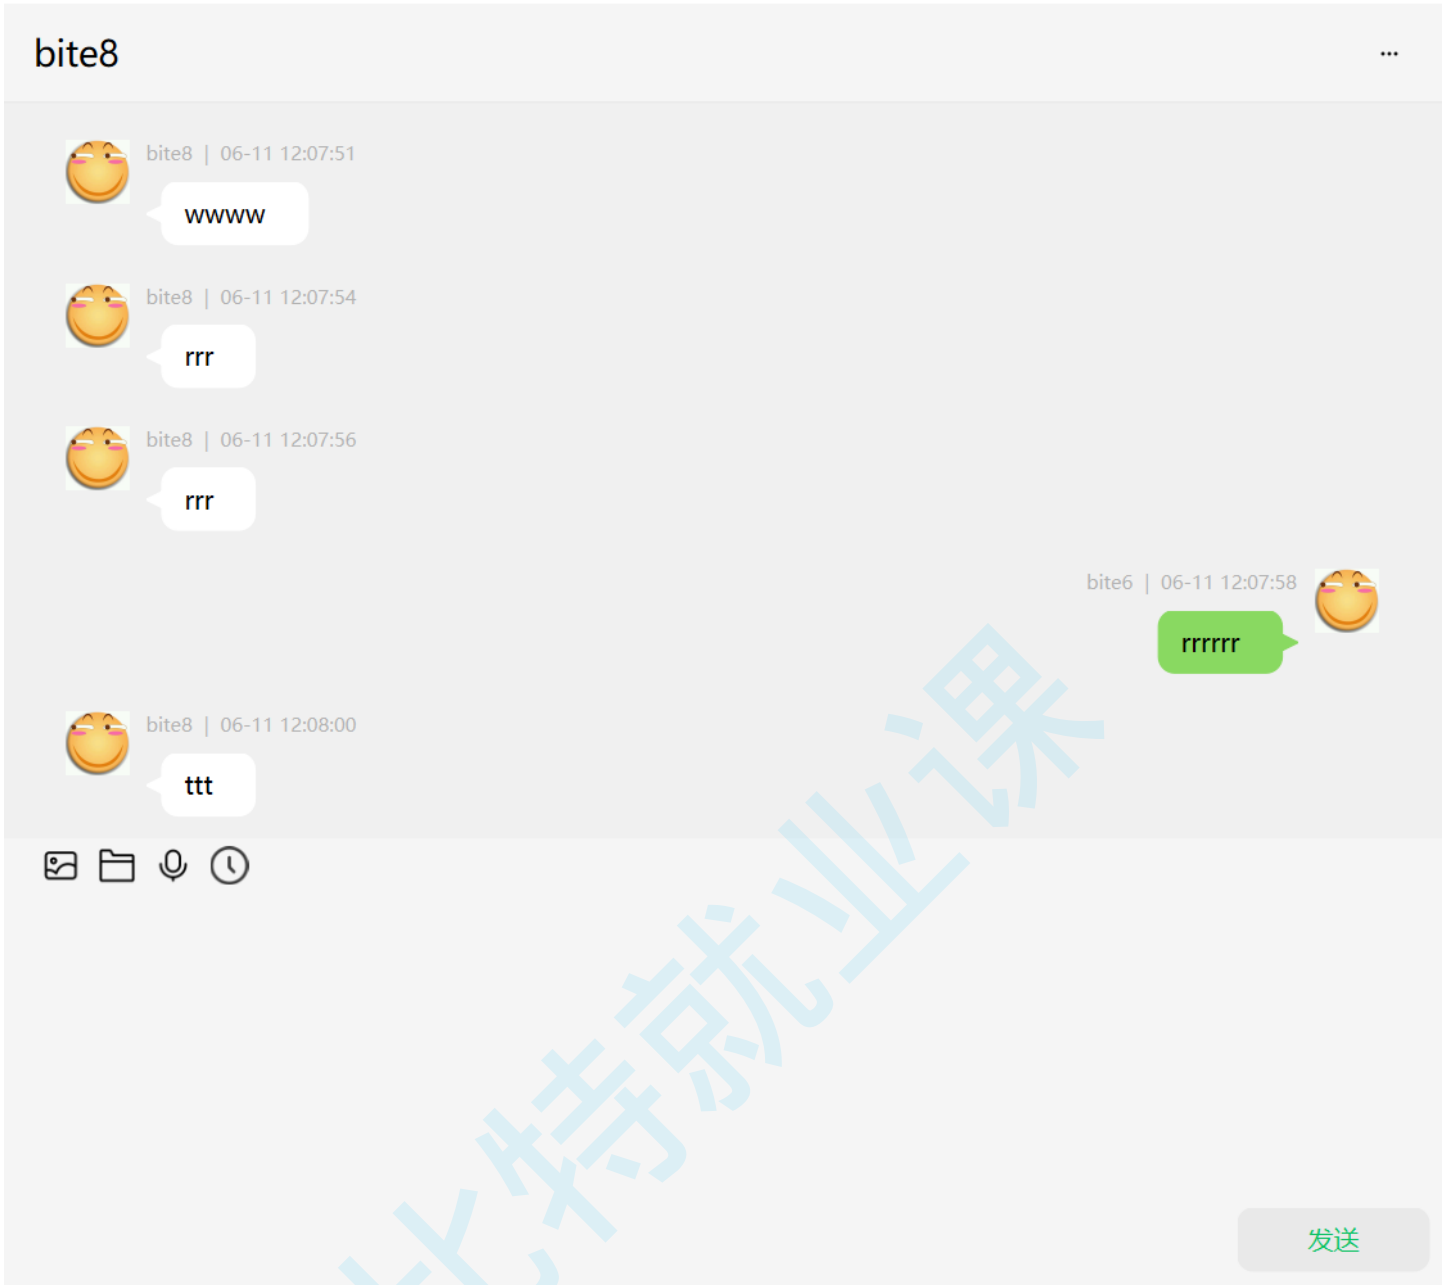 bite8
...
bite8 | 06-11 12:07:51
wwww
bite8 | 06-11 12:07:54
rrr
bite8 | 06-11 12:07:56
rrr
bite6 | 06-11 12:07:58
rrrrrr
bite8 | 06-11 12:08:00
ttt
发送
比特就业课